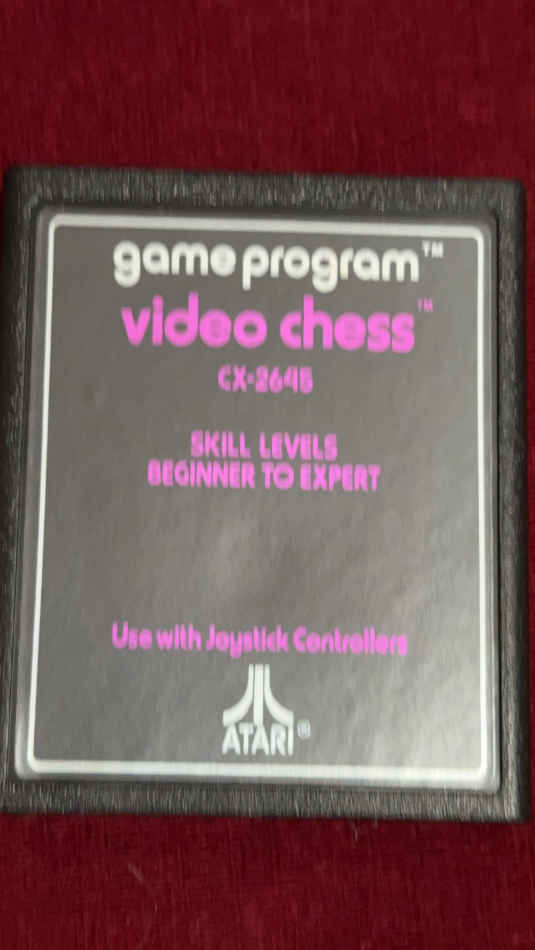 game program™
video chess™
CX-2645
SKILL LEVELS
BEGINNER TO EXPERT
Use with Joystick Controllers
ATARI®